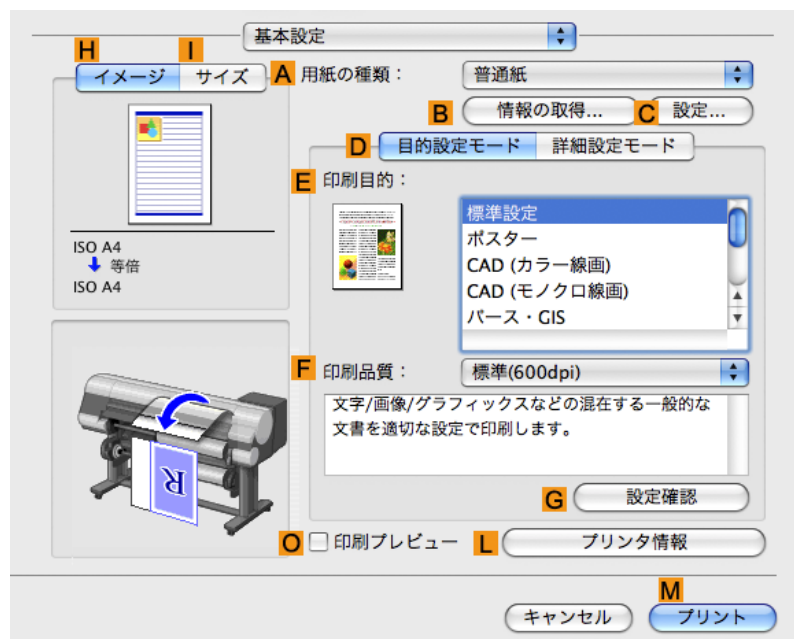 基本設定
H
I
イメージ
サイズ
A 用紙の種類：
普通紙
B 情報の取得...
C 設定...
D 目的設定モード 詳細設定モード
E 印刷目的：
標準設定
ポスター
CAD (カラー線画)
CAD (モノクロ線画)
パース・GIS
ISO A4
等倍
ISO A4
F 印刷品質：
標準(600dpi)
文字/画像/グラフィックスなどの混在する一般的な
文書を適切な設定で印刷します。
R
G 設定確認
O 印刷プレビュー
L プリンタ情報
M
キャンセル
プリント